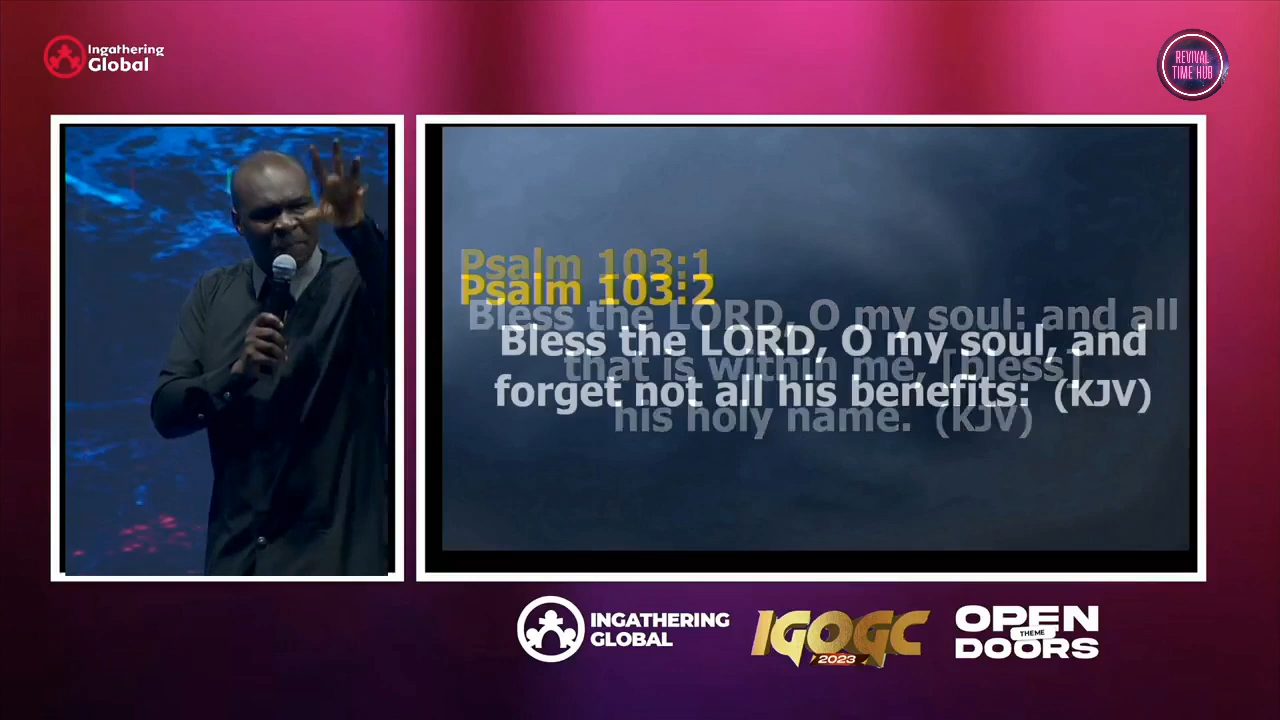 Ingathering
Global
REVIVAL
TIME HUB
Psalm 103:1
Bless the LORD, O my soul: and all
that is within me, [bless]
his holy name. (KJV)
Psalm 103:2
Bless the LORD, O my soul, and
forget not all his benefits: (KJV)
INGATHERING
GLOBAL
IGOGC
2023
OPEN
THEME
DOORS